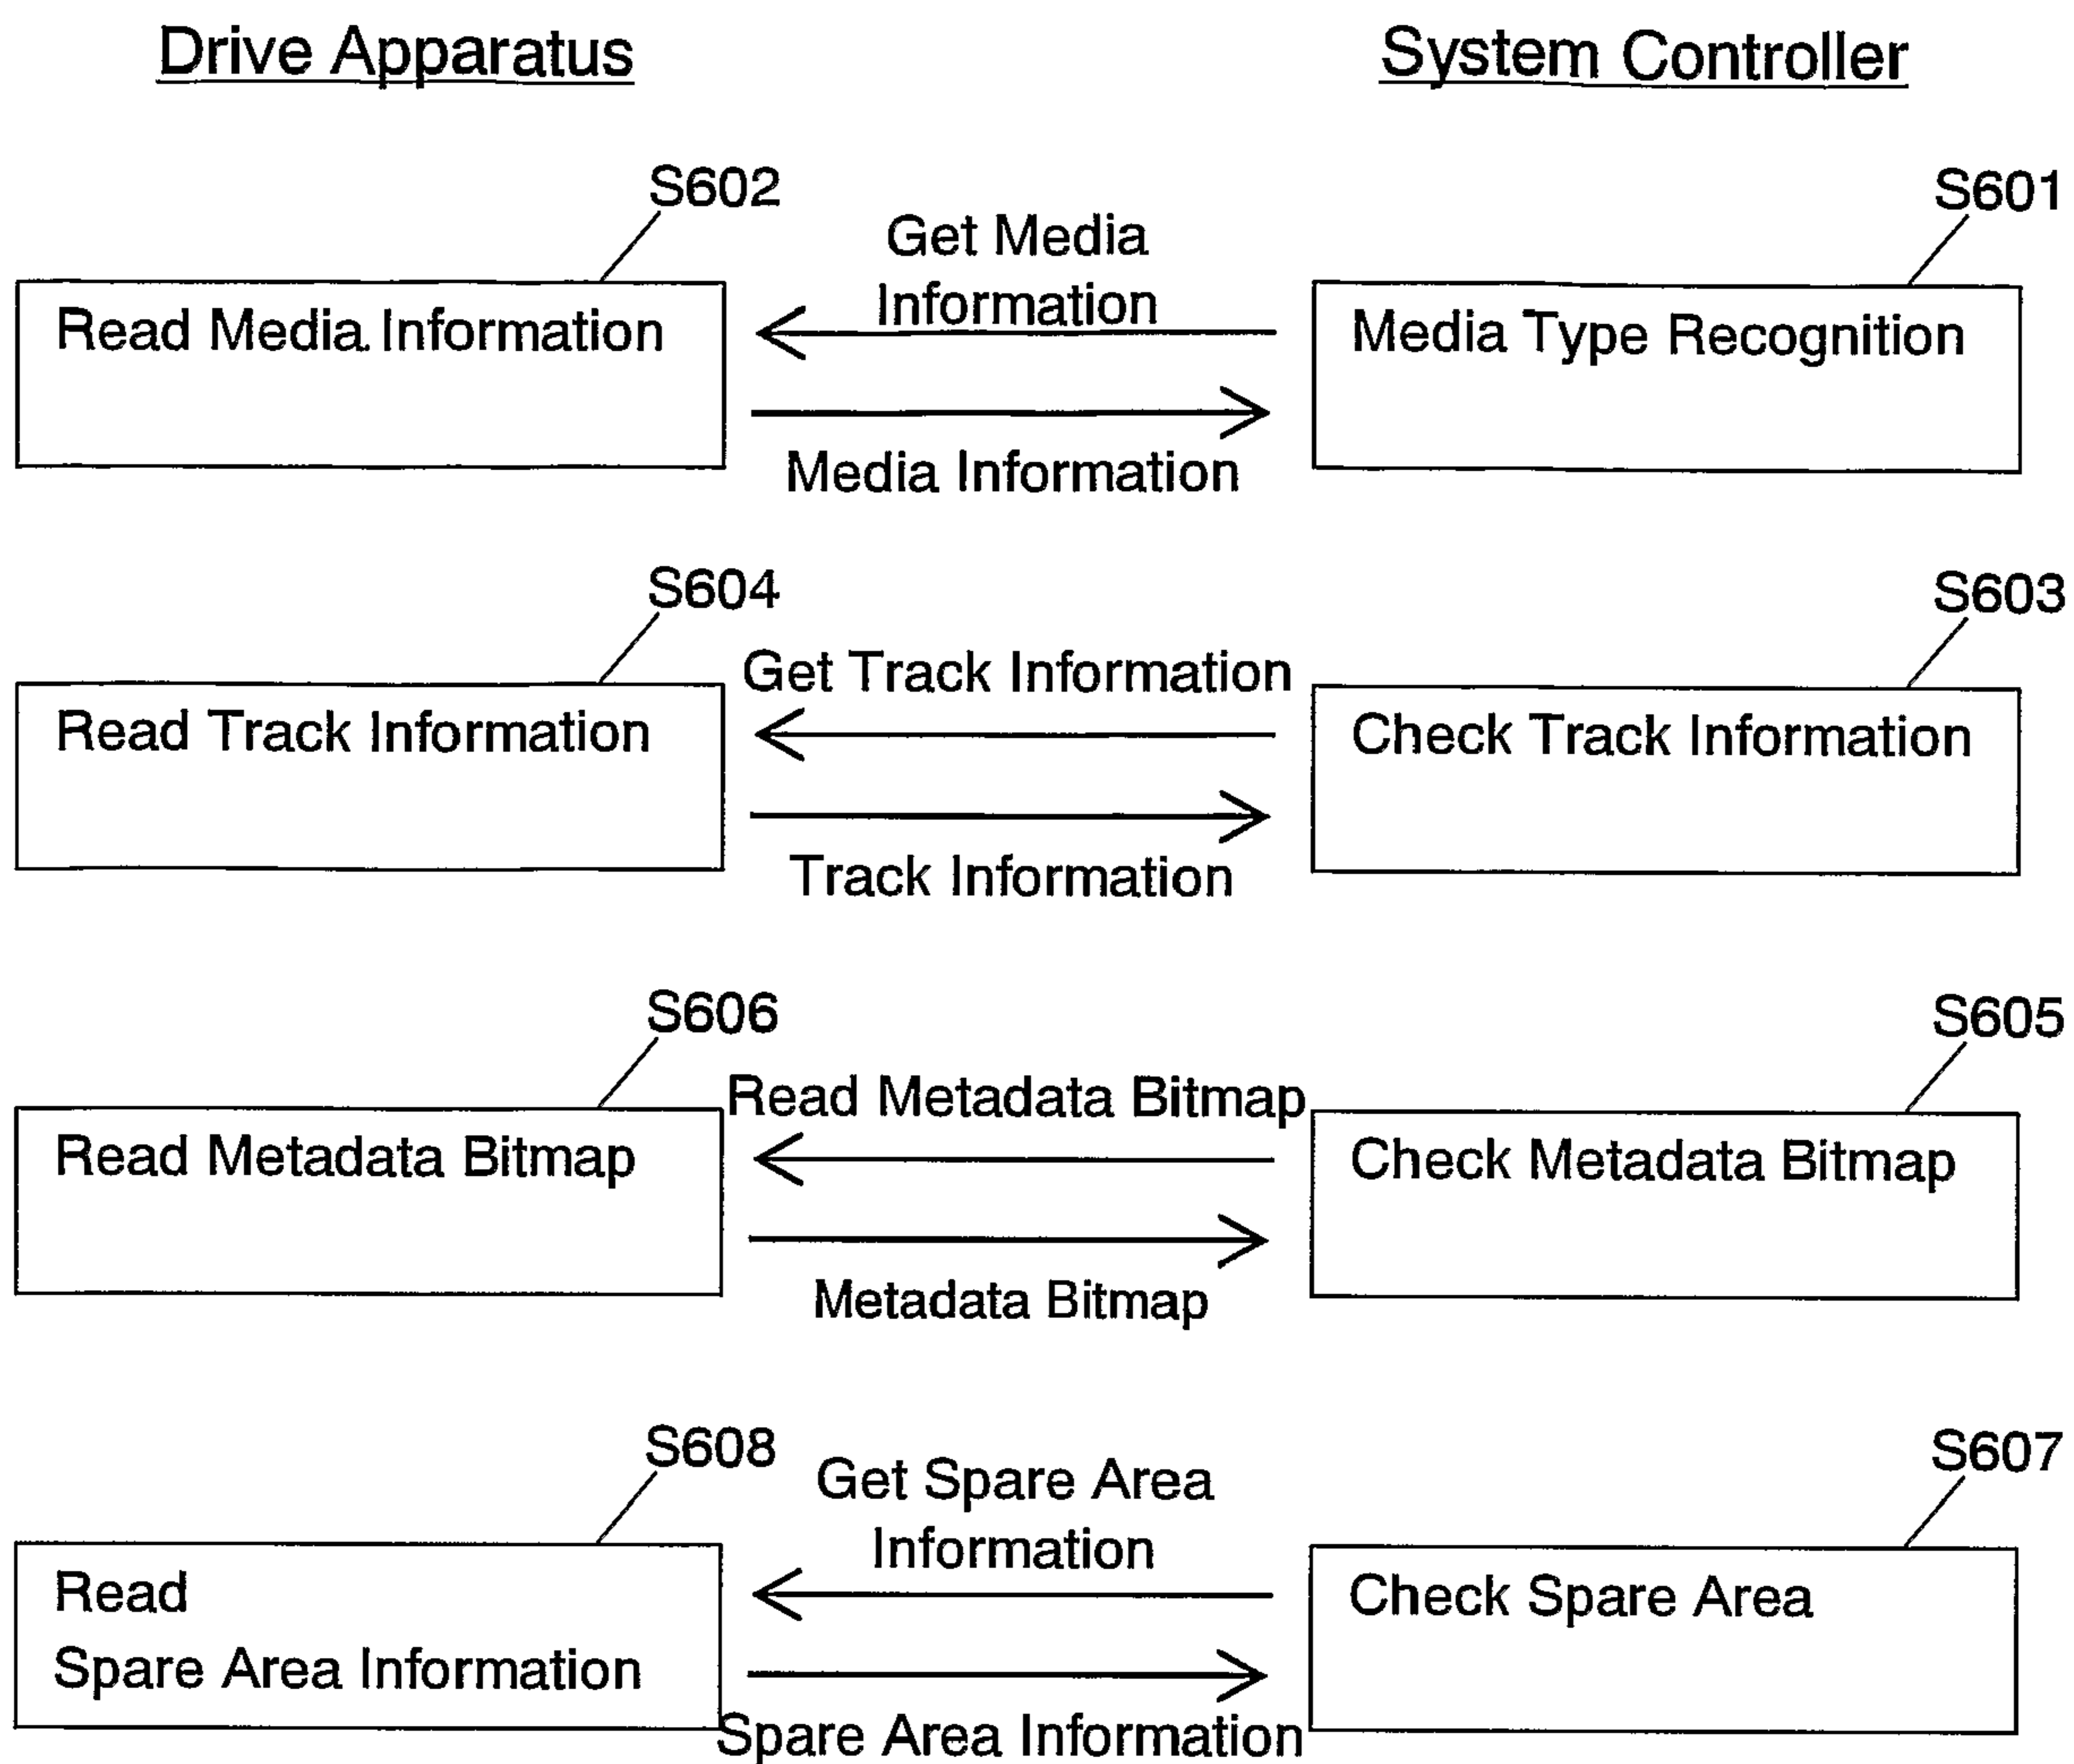 Drive Apparatus
System Controller
S602
S601
Get Media
Information
Read Media Information
Media Type Recognition
Media Information
S604
S603
Get Track Information
Read Track Information
Check Track Information
Track Information
S606
S605
Read Metadata Bitmap
Read Metadata Bitmap
Check Metadata Bitmap
Metadata Bitmap
S608
S607
Get Spare Area
Information
Read
Spare Area Information
Check Spare Area
Spare Area Information